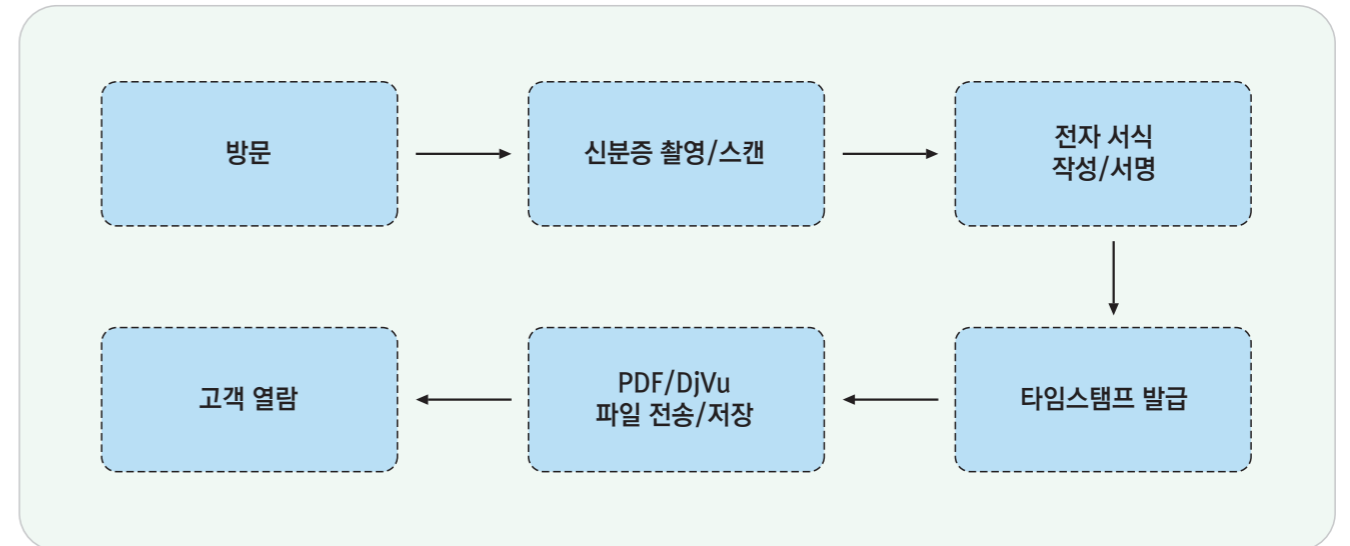 방문
신분증 촬영/스캔
전자 서식
작성/서명
타임스탬프 발급
PDF/DjVu
파일 전송/저장
고객 열람